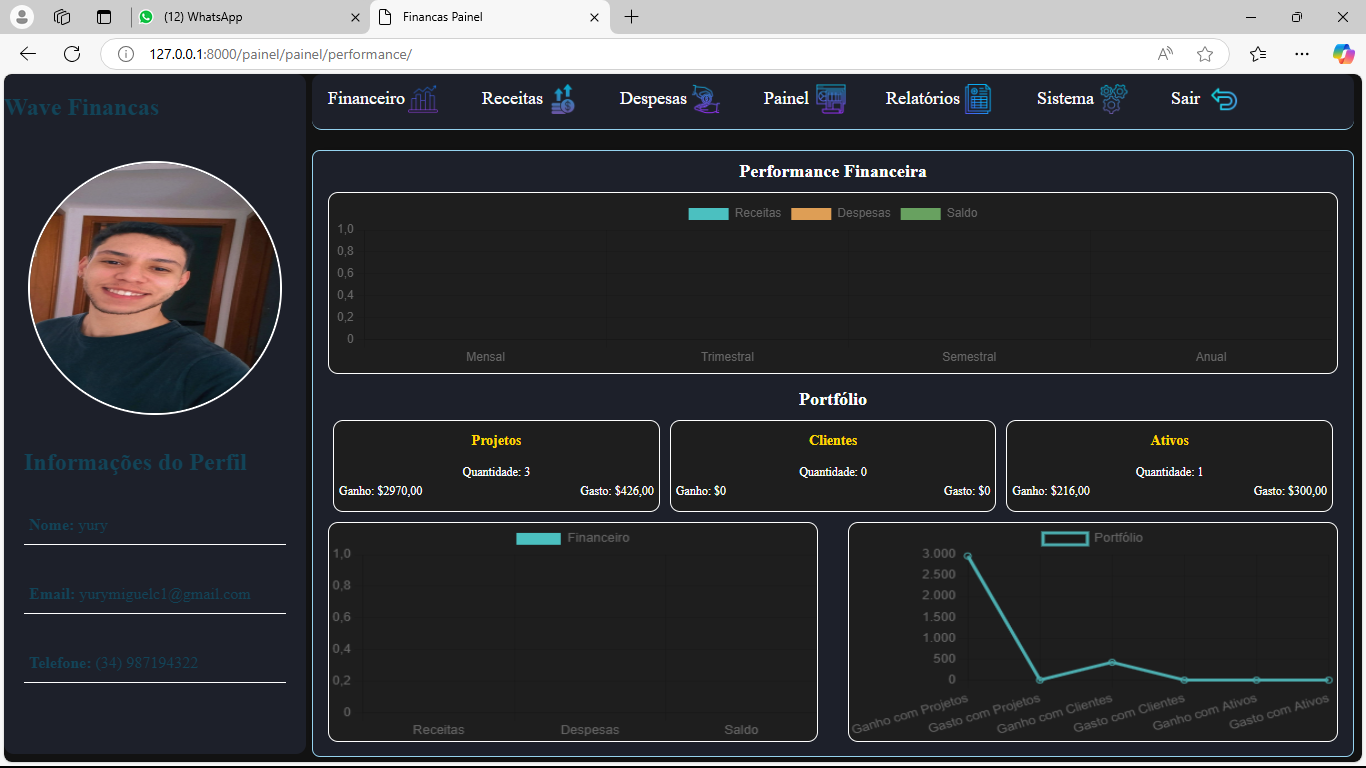 (12) WhatsApp
Financas Painel
127.0.0.1:8000/painel/painel/performance/
Wave Financas
Financeiro Receitas Despesas Painel Relatórios Sistema Sair
Informações do Perfil
Nome: yury
Email: yurymiguelc1@gmail.com
Telefone: (34) 987194322
Performance Financeira
Receitas Despesas Saldo
1,0
0,8
0,6
0,4
0,2
0
Mensal Trimestral Semestral Anual
Portfólio
Projetos
Quantidade: 3
Ganho: $2970,00 Gasto: $426,00
Clientes
Quantidade: 0
Ganho: $0 Gasto: $0
Ativos
Quantidade: 1
Ganho: $216,00 Gasto: $300,00
Financeiro
1,0
0,8
0,6
0,4
0,2
0
Receitas Despesas Saldo
Portfólio
3.000
2.500
2.000
1.500
1.000
500
0
Ganho com Projetos
Gasto com Projetos
Ganho com Clientes
Gasto com Clientes
Ganho com Ativos
Gasto com Ativos